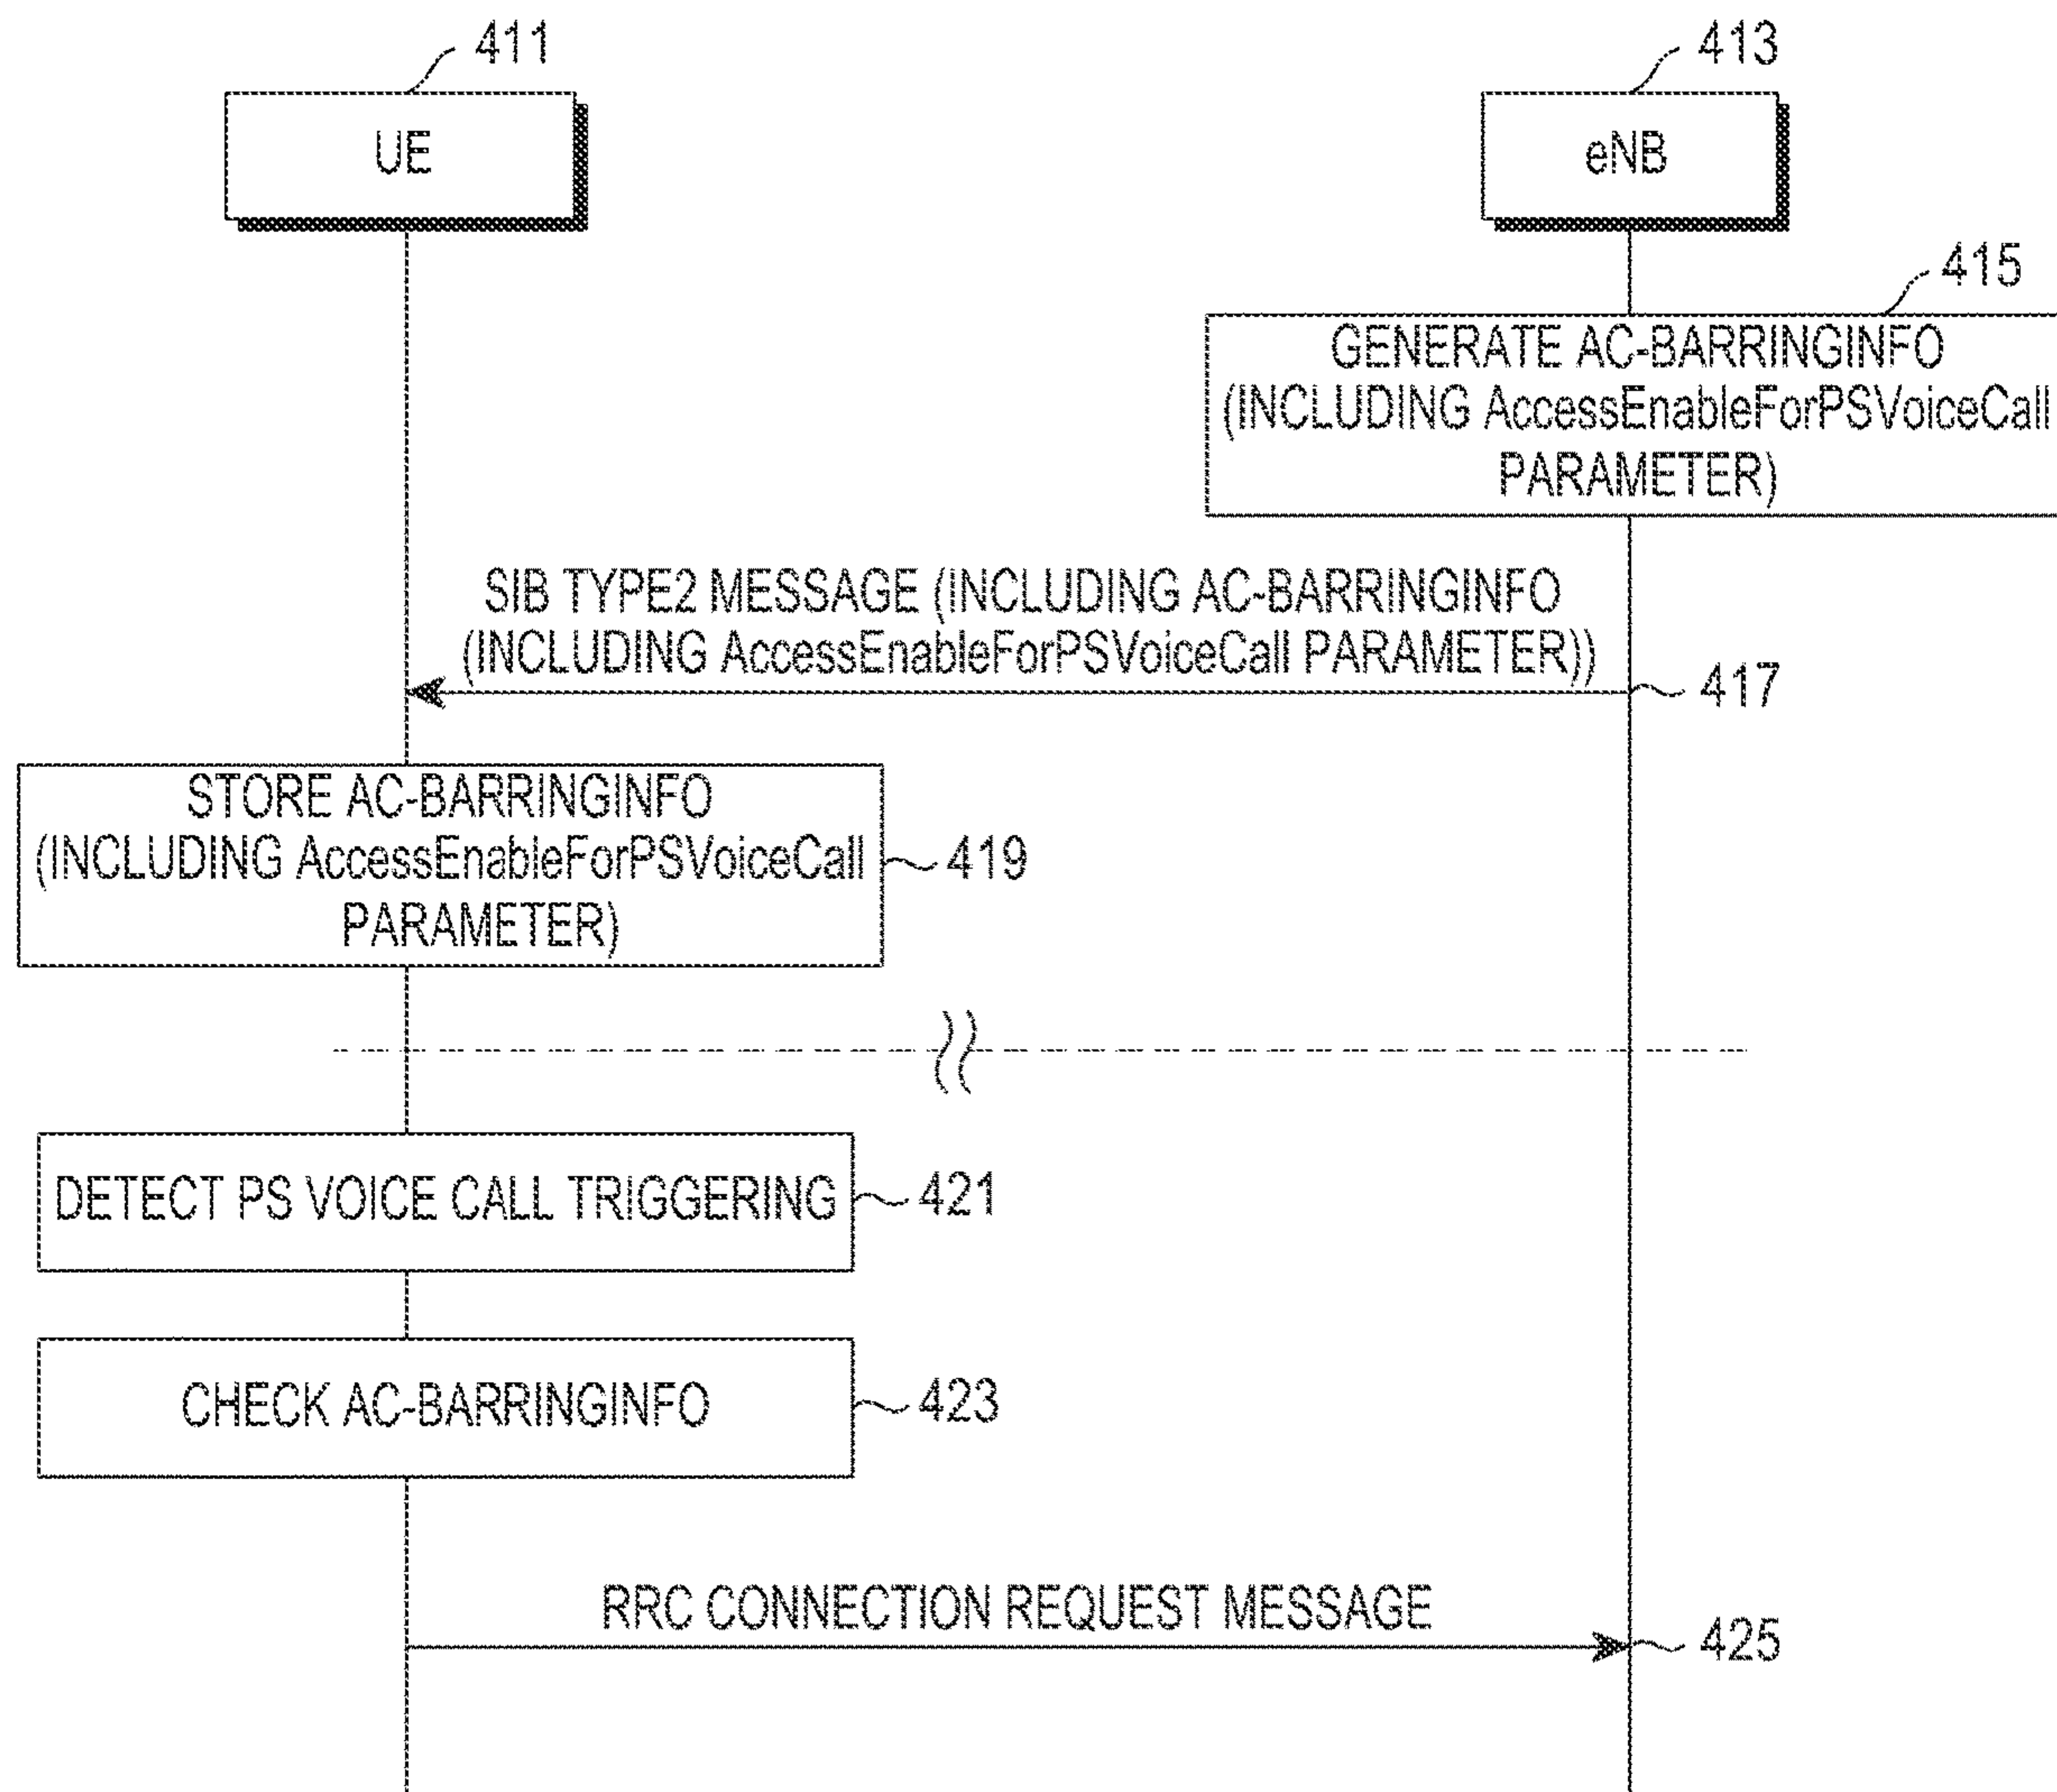 411
413
UE
eNB
415
GENERATE AC-BARRINGINFO
(INCLUDING AccessEnableForPSVoiceCall
PARAMETER)
SIB TYPE2 MESSAGE (INCLUDING AC-BARRINGINFO
(INCLUDING AccessEnableForPSVoiceCall PARAMETER))
417
STORE AC-BARRINGINFO
(INCLUDING AccessEnableForPSVoiceCall
PARAMETER)
419
DETECT PS VOICE CALL TRIGGERING
421
CHECK AC-BARRINGINFO
423
RRC CONNECTION REQUEST MESSAGE
425